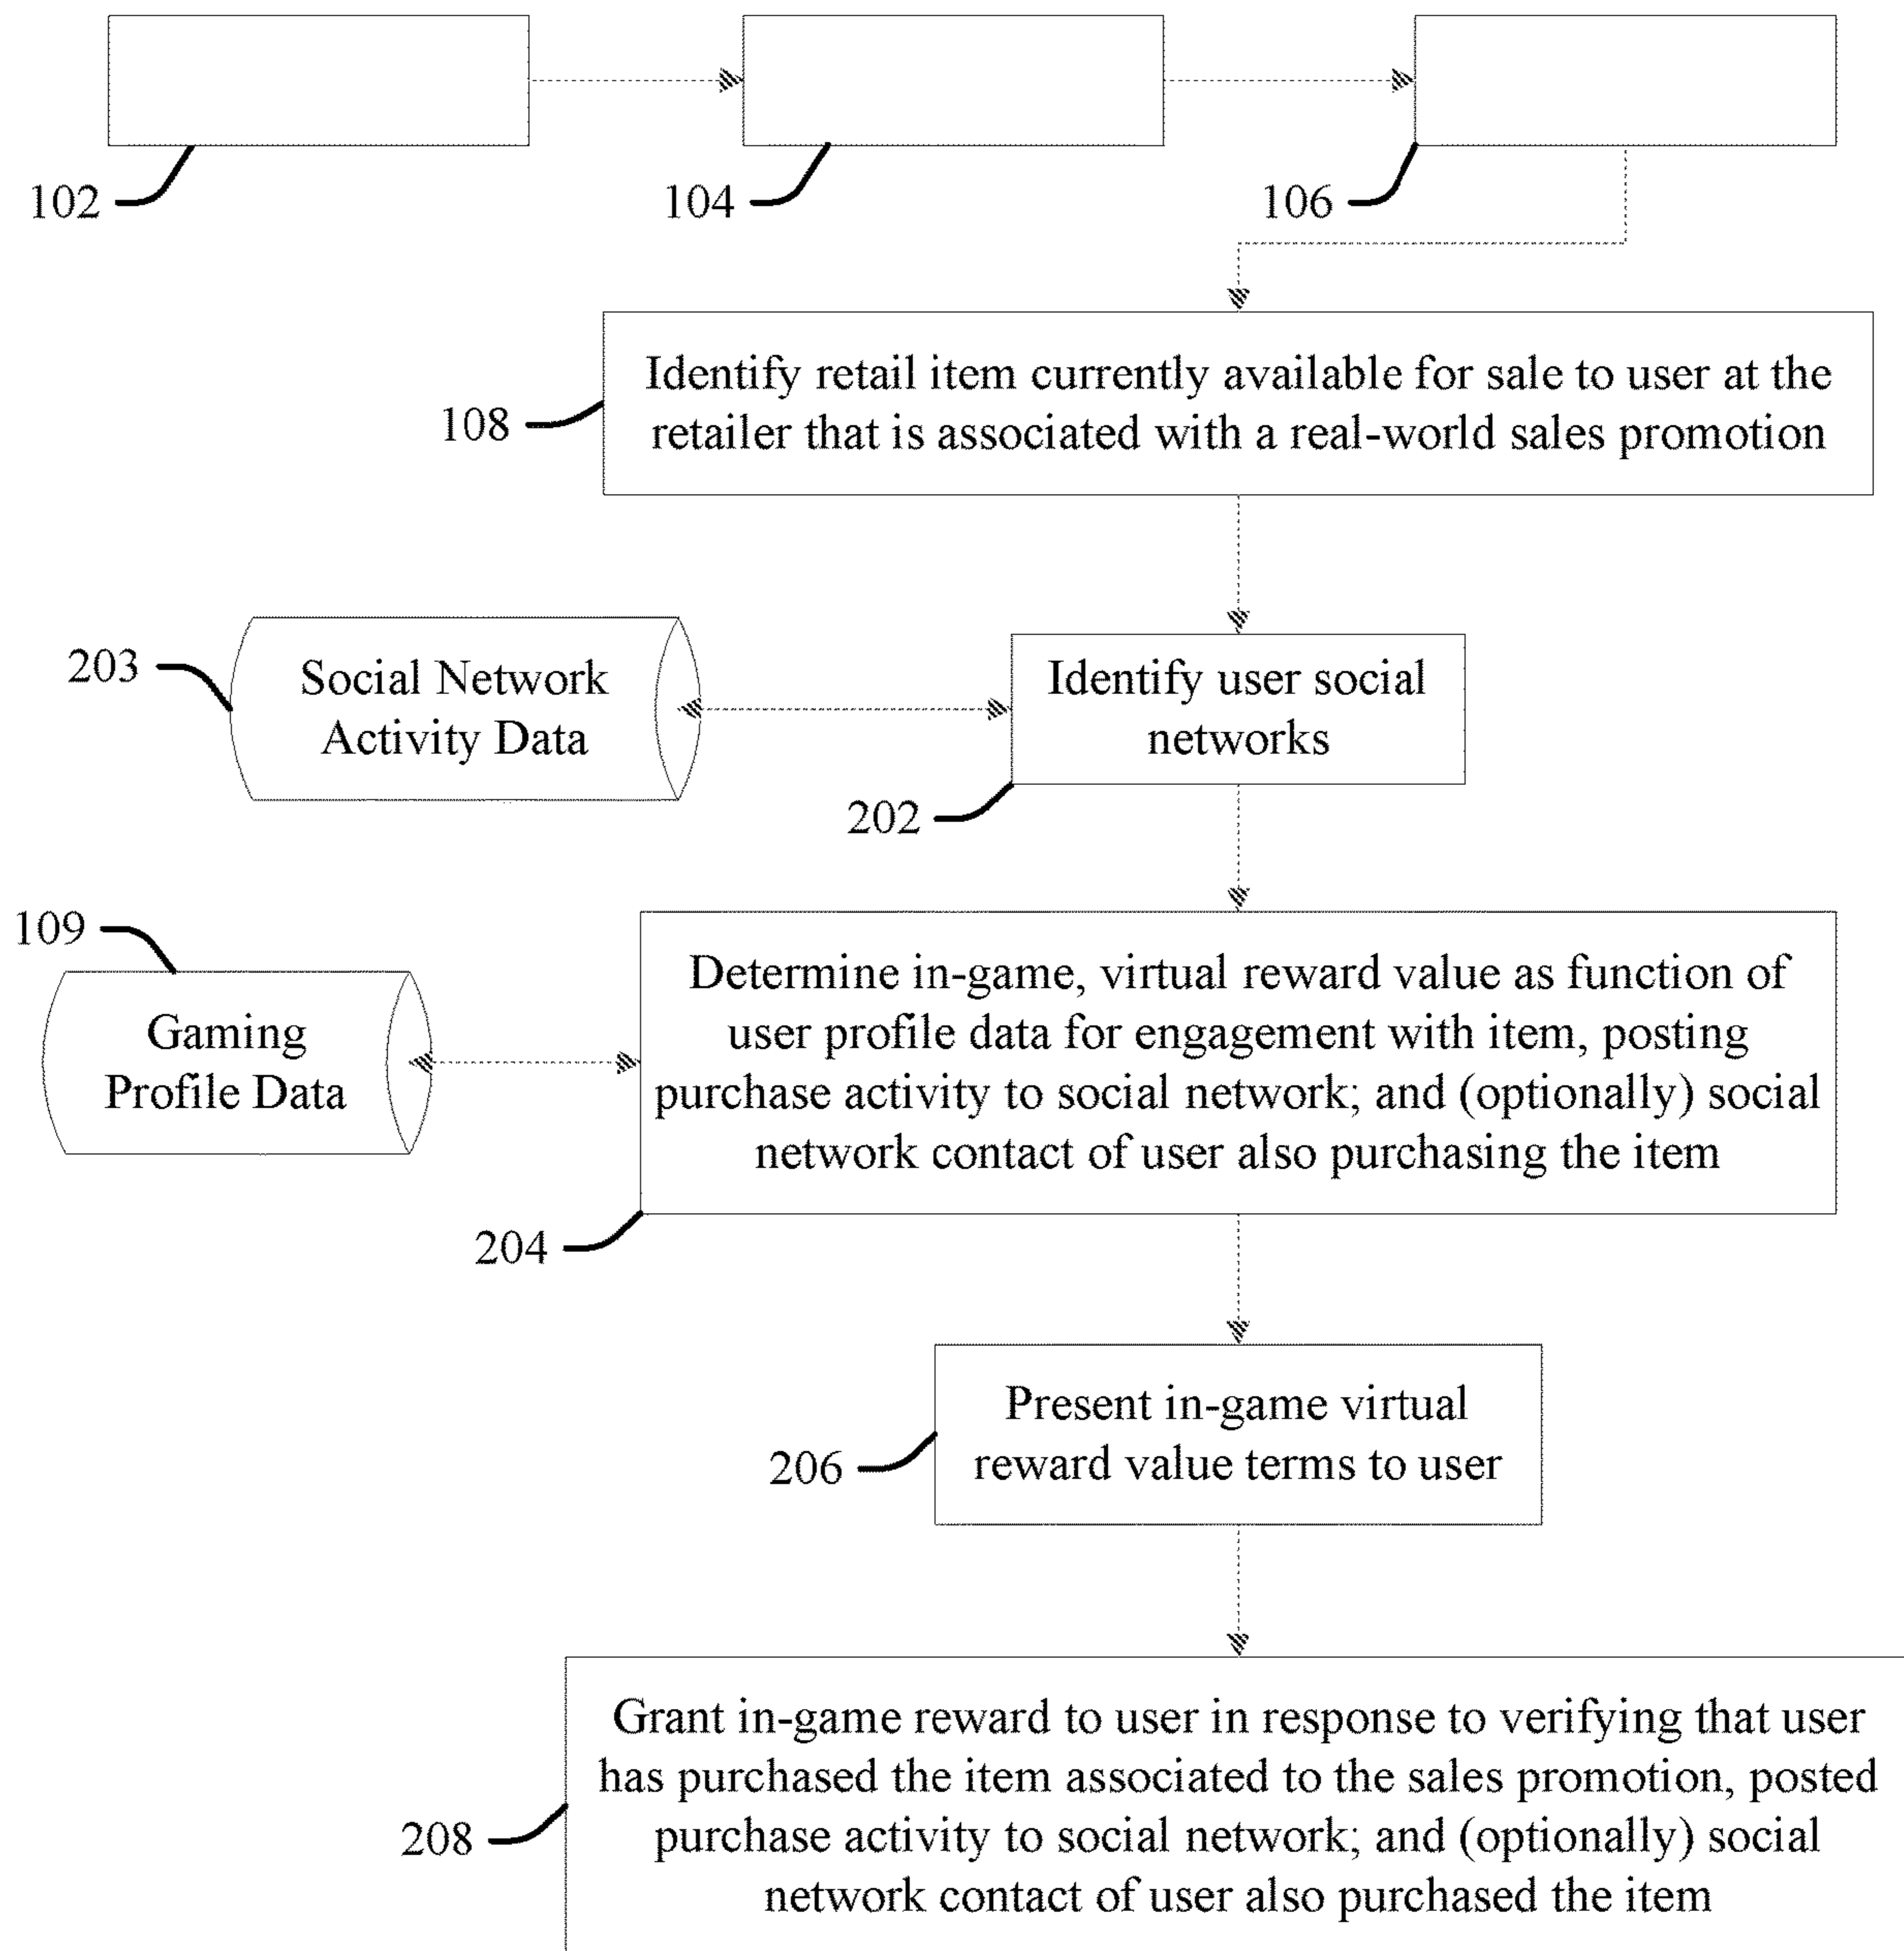 102
104
106
108
Identify retail item currently available for sale to user at the
retailer that is associated with a real-world sales promotion
203
Social Network
Activity Data
Identify user social
networks
202
109
Gaming
Profile Data
Determine in-game, virtual reward value as function of
user profile data for engagement with item, posting
purchase activity to social network; and (optionally) social
network contact of user also purchasing the item
204
Present in-game virtual
reward value terms to user
206
Grant in-game reward to user in response to verifying that user
has purchased the item associated to the sales promotion, posted
purchase activity to social network; and (optionally) social
network contact of user also purchased the item
208